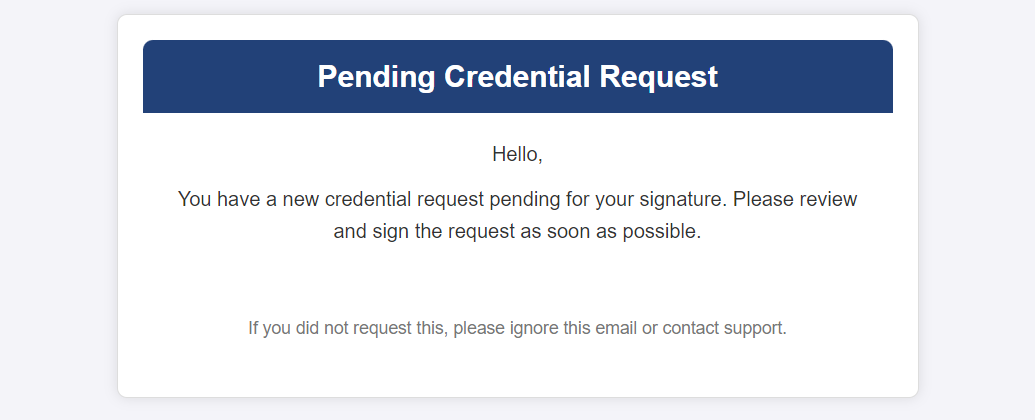 Pending Credential Request
Hello,
You have a new credential request pending for your signature. Please review
and sign the request as soon as possible.
If you did not request this, please ignore this email or contact support.